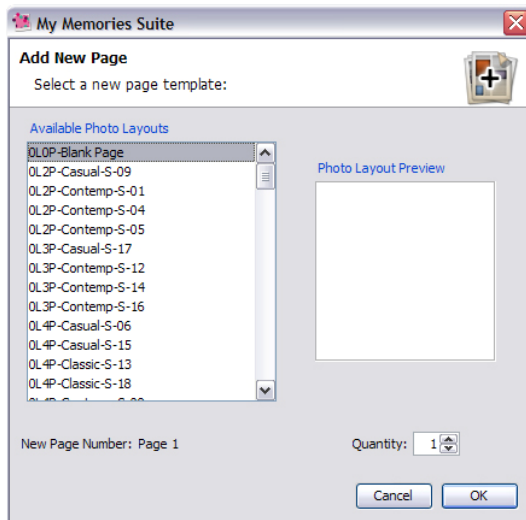 My Memories Suite
Add New Page
Select a new page template:
Available Photo Layouts
0L0P-Blank Page
0L2P-Casual-S-09
0L2P-Contemp-S-01
0L2P-Contemp-S-04
0L2P-Contemp-S-05
0L3P-Casual-S-17
0L3P-Contemp-S-12
0L3P-Contemp-S-14
0L3P-Contemp-S-16
0L4P-Casual-S-06
0L4P-Casual-S-15
0L4P-Classic-S-13
0L4P-Classic-S-18
Photo Layout Preview
New Page Number: Page 1
Quantity: 1
Cancel OK